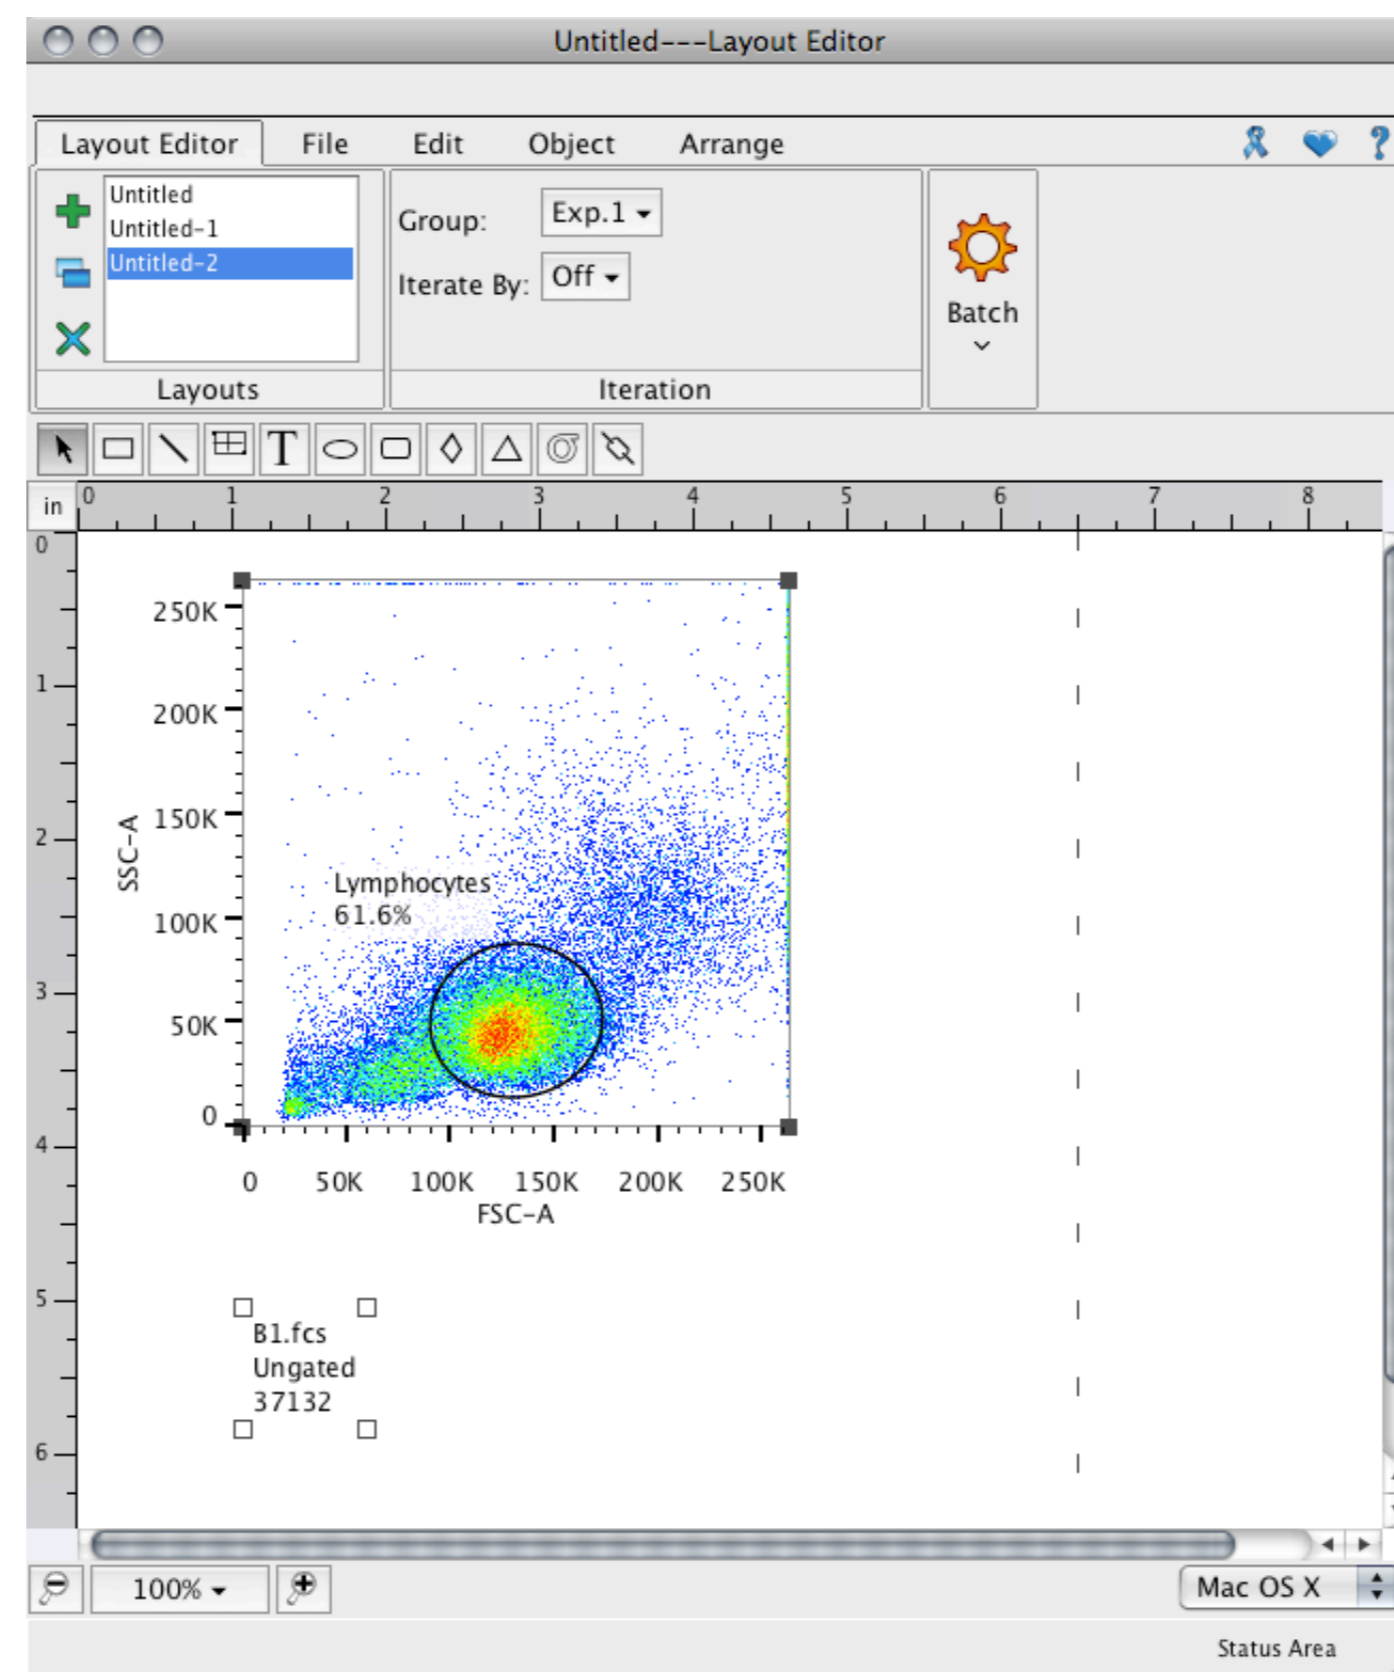 Untitled---Layout Editor
Layout Editor File Edit Object Arrange ?
Untitled
Untitled-1
Untitled-2
Layouts
Group: Exp.1
Iterate By: Off
Iteration
Batch
T
in 0 1 2 3 4 5 6 7 8
0
1
2
3
4
5
6
250K
200K
150K
100K
50K
0
SSC-A
Lymphocytes
61.6%
0 50K 100K 150K 200K 250K
FSC-A
B1.fcs
Ungated
37132
100%
Mac OS X
Status Area